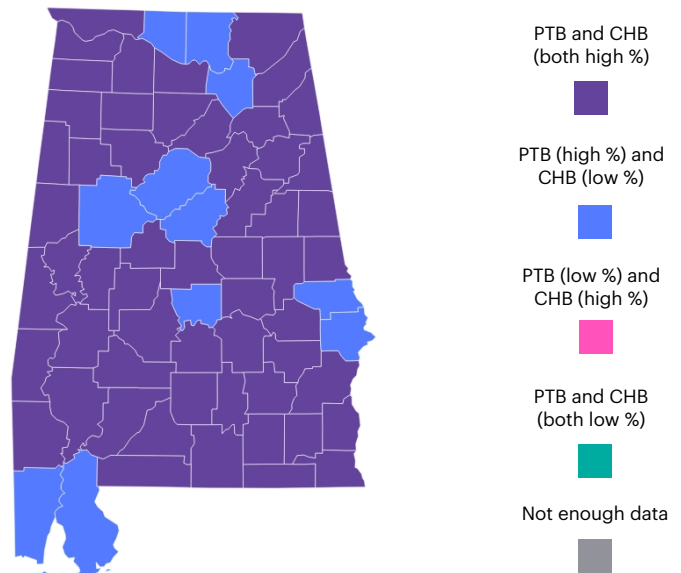 PTB and CHB
(both high %)
PTB (high %) and
CHB (low %)
PTB (low %) and
CHB (high %)
PTB and CHB
(both low %)
Not enough data